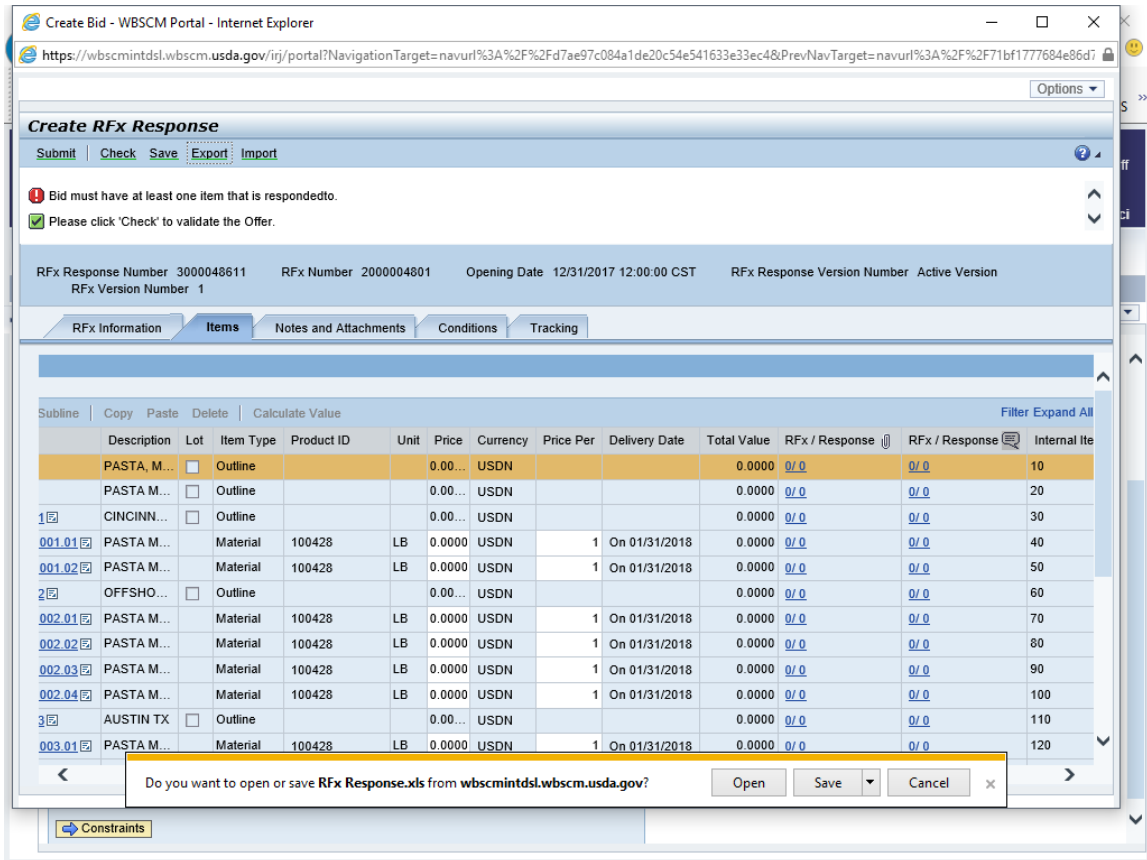 Create Bid - WBSCM Portal - Internet Explorer
https://wbscmintdsl.wbscm.usda.gov/irj/portal?NavigationTarget=navurl%3A%2F%2Fd7ae97c084a1de20c54e541633e33ec4&PrevNavTarget=navurl%3A%2F%2F71bf1777684e86d7
Options
Create RFx Response
Submit | Check Save Export Import
Bid must have at least one item that is respondedto.
Please click 'Check' to validate the Offer.
RFx Response Number 3000048611 RFx Number 2000004801 Opening Date 12/31/2017 12:00:00 CST RFx Response Version Number Active Version
RFx Version Number 1
RFx Information Items Notes and Attachments Conditions Tracking
Subline | Copy Paste Delete | Calculate Value Filter Expand All
Description Lot Item Type Product ID Unit Price Currency Price Per Delivery Date Total Value RFx / Response RFx / Response Internal Ite
PASTA, M... Outline 0.00... USDN 0.0000 0/ 0 0/ 0 10
PASTA M... Outline 0.00... USDN 0.0000 0/ 0 0/ 0 20
1 CINCINN... Outline 0.00... USDN 0.0000 0/ 0 0/ 0 30
001.01 PASTA M... Material 100428 LB 0.0000 USDN 1 On 01/31/2018 0.0000 0/ 0 0/ 0 40
001.02 PASTA M... Material 100428 LB 0.0000 USDN 1 On 01/31/2018 0.0000 0/ 0 0/ 0 50
2 OFFSHO... Outline 0.00... USDN 0.0000 0/ 0 0/ 0 60
002.01 PASTA M... Material 100428 LB 0.0000 USDN 1 On 01/31/2018 0.0000 0/ 0 0/ 0 70
002.02 PASTA M... Material 100428 LB 0.0000 USDN 1 On 01/31/2018 0.0000 0/ 0 0/ 0 80
002.03 PASTA M... Material 100428 LB 0.0000 USDN 1 On 01/31/2018 0.0000 0/ 0 0/ 0 90
002.04 PASTA M... Material 100428 LB 0.0000 USDN 1 On 01/31/2018 0.0000 0/ 0 0/ 0 100
3 AUSTIN TX Outline 0.00... USDN 0.0000 0/ 0 0/ 0 110
003.01 PASTA M... Material 100428 LB 0.0000 USDN 1 On 01/31/2018 0.0000 0/ 0 0/ 0 120
Do you want to open or save RFx Response.xls from wbscmintdsl.wbscm.usda.gov? Open Save Cancel
Constraints